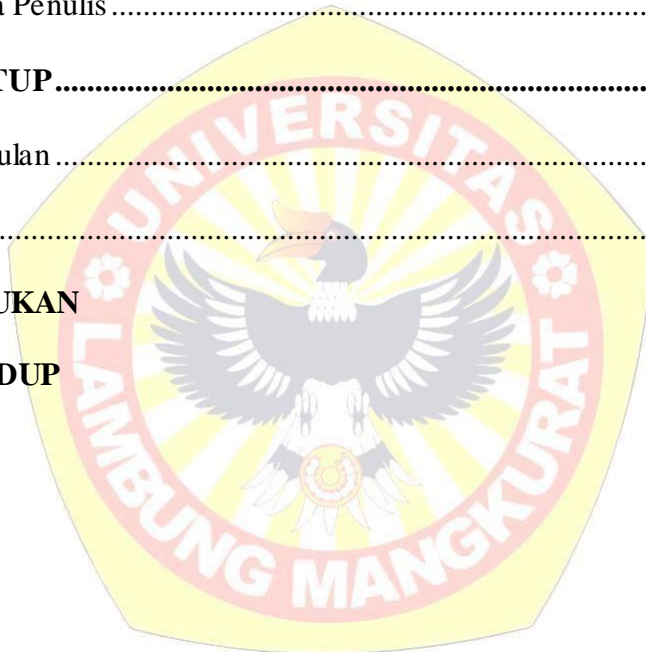 a Penulis ..........................................................................
TUP ..........................................................................
ulan ..........................................................................
..........................................................................
UKAN
DUP
UNIVERSITAS
LAMBUNG MANGKURAT